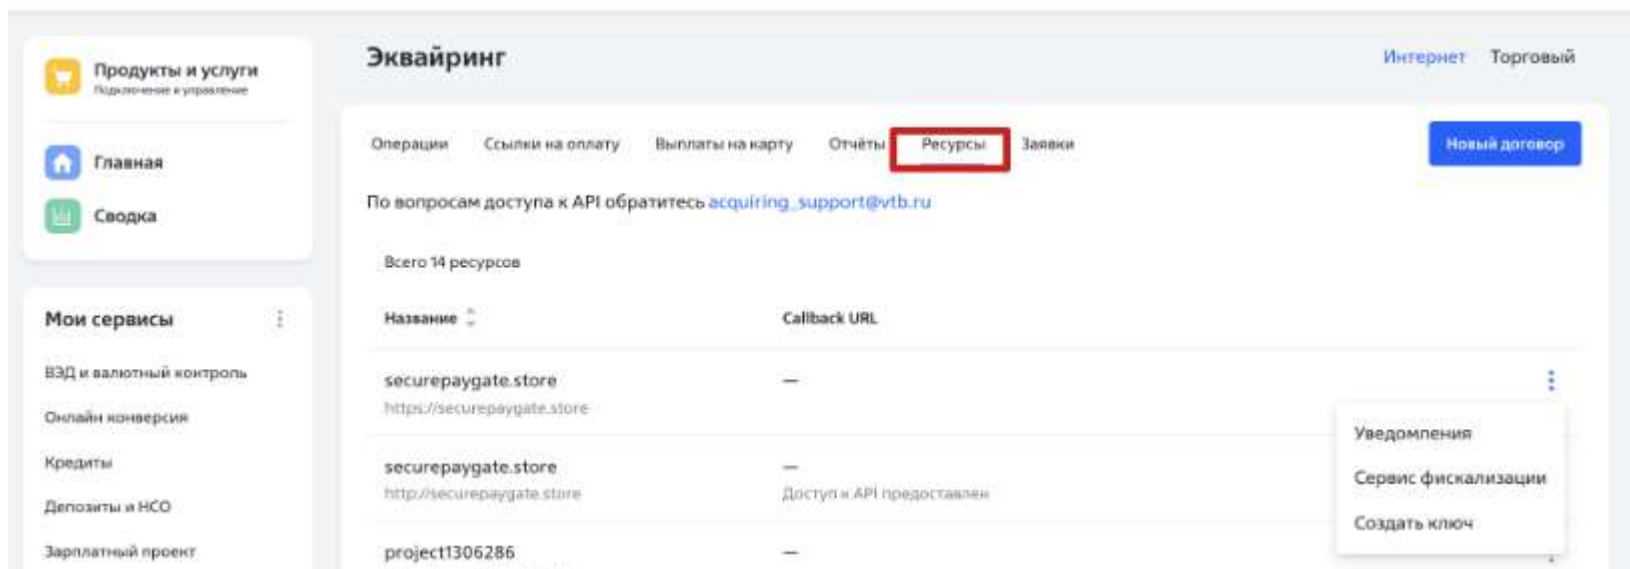 Продукты и услуги
Подключение и управление
Главная
Сводка
Мои сервисы
ВЭД и валютный контроль
Онлайн конверсия
Кредиты
Депозиты и НСО
Зарплатный проект
Эквайринг
Интернет Торговый
Операции Ссылки на оплату Выплаты на карту Отчёты Ресурсы Заявки Новый договор
По вопросам доступа к API обратитесь acquiring_support@vtb.ru
Всего 14 ресурсов
Название Callback URL
securepaygate.store —
https://securepaygate.store
Уведомления
Сервис фискализации
Создать ключ
securepaygate.store —
http://securepaygate.store Доступ к API предоставлен
project1306286 —